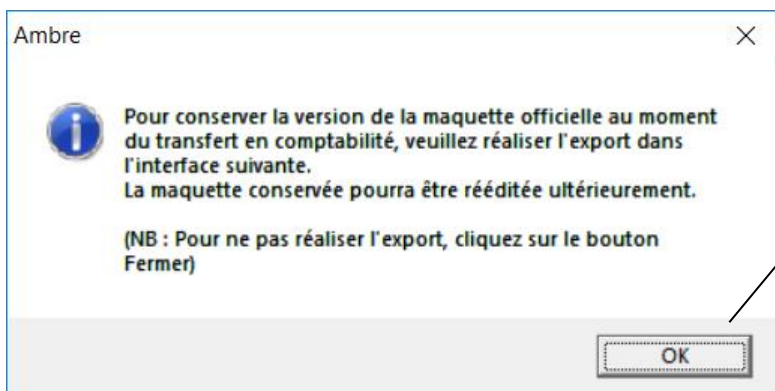 Ambre
Pour conserver la version de la maquette officielle au moment
du transfert en comptabilité, veuillez réaliser l'export dans
l'interface suivante.
La maquette conservée pourra être rééditée ultérieurement.
(NB : Pour ne pas réaliser l'export, cliquez sur le bouton
Fermer)
OK